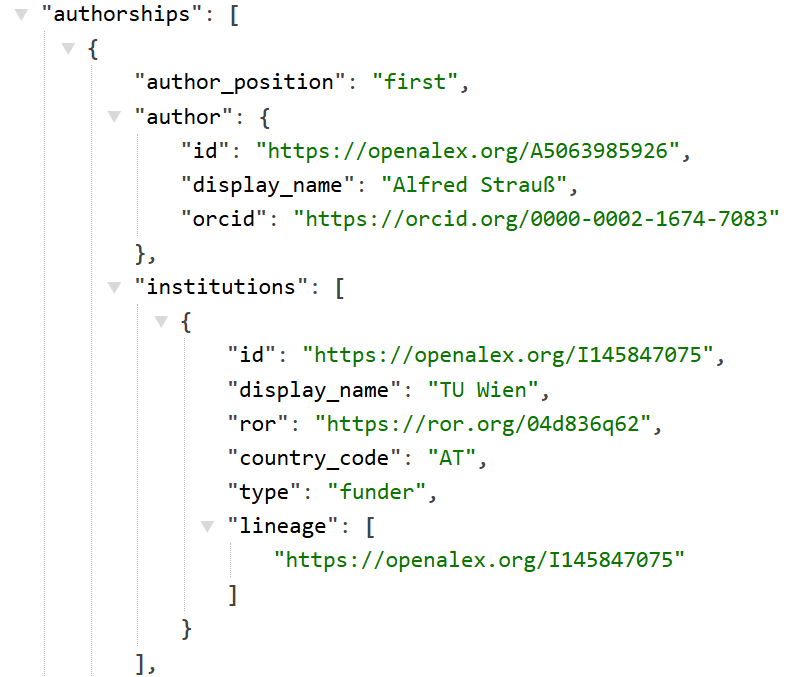 "authorships": [
{
"author_position": "first",
"author": {
"id": "https://openalex.org/A5063985926",
"display_name": "Alfred Strauß",
"orcid": "https://orcid.org/0000-0002-1674-7083"
},
"institutions": [
{
"id": "https://openalex.org/I145847075",
"display_name": "TU Wien",
"ror": "https://ror.org/04d836q62",
"country_code": "AT",
"type": "funder",
"lineage": [
"https://openalex.org/I145847075"
]
}
],